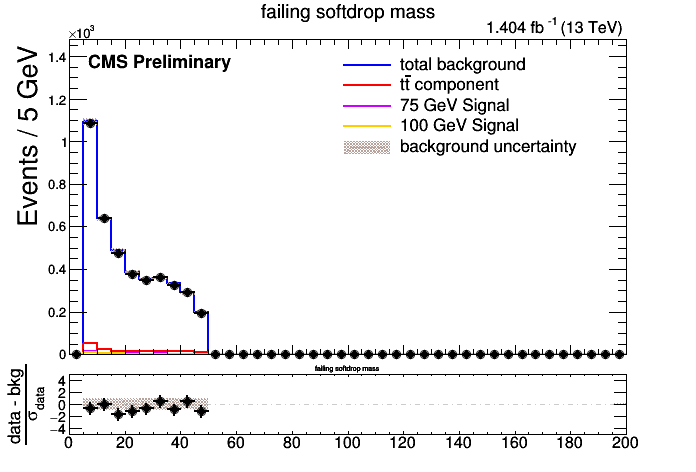 failing softdrop mass
×10³
1.404 fb⁻¹ (13 TeV)
CMS Preliminary
total background
tt̄ component
75 GeV Signal
100 GeV Signal
background uncertainty
Events / 5 GeV
1.4
1.2
1
0.8
0.6
0.4
0.2
0
failing softdrop mass
data - bkg
σ data
4
2
0
−2
−4
0 20 40 60 80 100 120 140 160 180 200